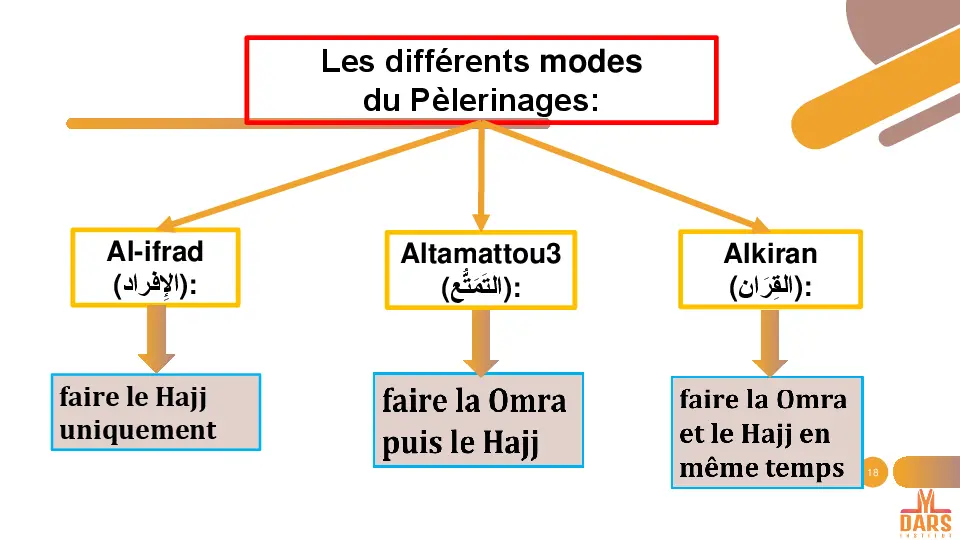 Les différents modes
du Pèlerinages:
Al-ifrad
(الإِفراد):
Altamattou3
(التَمَتُّع):
Alkiran
(القِرَان):
faire le Hajj
uniquement
faire la Omra
puis le Hajj
faire la Omra
et le Hajj en
même temps
18
DARS
INSTITUT